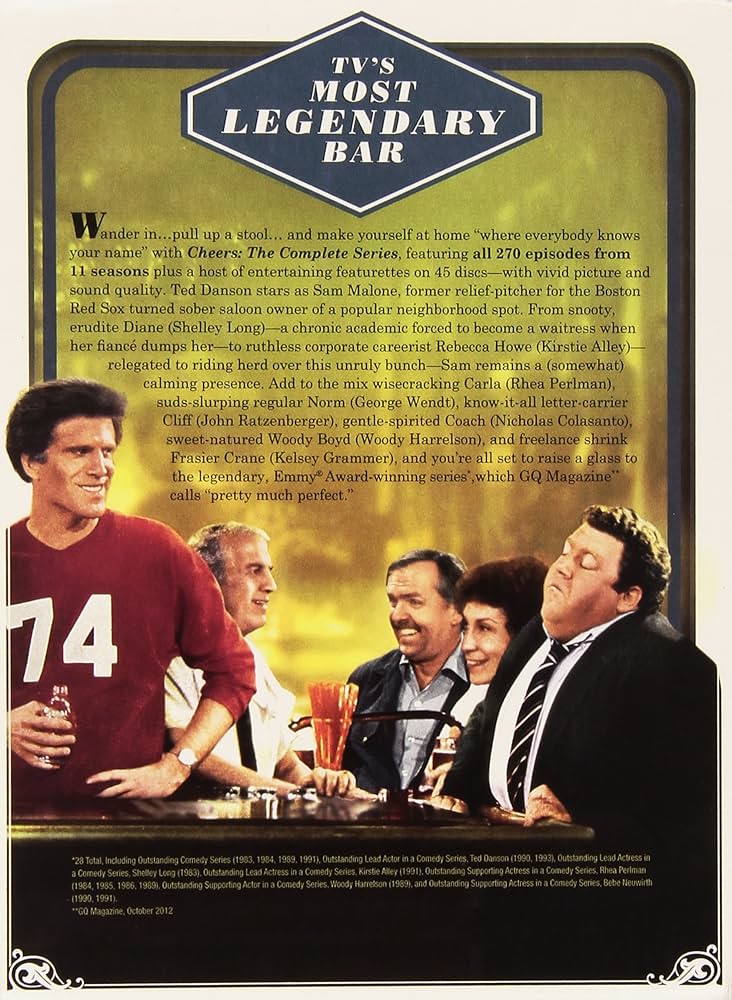 TV'S
MOST
LEGENDARY
BAR
Wander in...pull up a stool... and make yourself at home “where everybody knows
your name” with Cheers: The Complete Series, featuring all 270 episodes from
11 seasons plus a host of entertaining featurettes on 45 discs—with vivid picture and
sound quality. Ted Danson stars as Sam Malone, former relief-pitcher for the Boston
Red Sox turned sober saloon owner of a popular neighborhood spot. From snooty,
erudite Diane (Shelley Long)—a chronic academic forced to become a waitress when
her fiancé dumps her—to ruthless corporate careerist Rebecca Howe (Kirstie Alley)—
relegated to riding herd over this unruly bunch—Sam remains a (somewhat)
calming presence. Add to the mix wisecracking Carla (Rhea Perlman),
suds-slurping regular Norm (George Wendt), know-it-all letter-carrier
Cliff (John Ratzenberger), gentle-spirited Coach (Nicholas Colasanto),
sweet-natured Woody Boyd (Woody Harrelson), and freelance shrink
Frasier Crane (Kelsey Grammer), and you're all set to raise a glass to
the legendary, Emmy® Award-winning series*,which GQ Magazine**
calls “pretty much perfect.”
74
*28 Total, Including Outstanding Comedy Series (1983, 1984, 1989, 1991), Outstanding Lead Actor in a Comedy Series, Ted Danson (1990, 1993), Outstanding Lead Actress in
a Comedy Series, Shelley Long (1983), Outstanding Lead Actress in a Comedy Series, Kirstie Alley (1991), Outstanding Supporting Actress in a Comedy Series, Rhea Perlman
(1984, 1985, 1986, 1989), Outstanding Supporting Actor in a Comedy Series, Woody Harrelson (1989), and Outstanding Supporting Actress in a Comedy Series, Bebe Neuwirth
(1990, 1991).
**GQ Magazine, October 2012